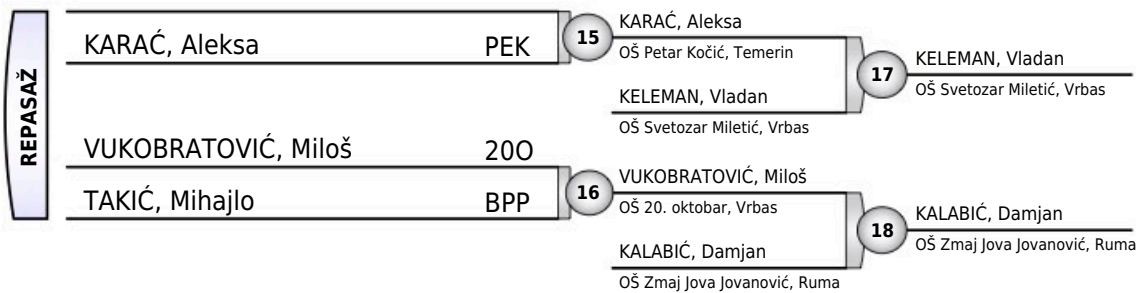 REPASAŽ
KARAĆ, Aleksa PEK
VUKOBRATOVIĆ, Miloš 20O
TAKIĆ, Mihajlo BPP
15
KARAĆ, Aleksa
OŠ Petar Kočić, Temerin
KELEMAN, Vladan
OŠ Svetozar Miletić, Vrbas
16
VUKOBRATOVIĆ, Miloš
OŠ 20. oktobar, Vrbas
KALABIĆ, Damjan
OŠ Zmaj Jova Jovanović, Ruma
17
KELEMAN, Vladan
OŠ Svetozar Miletić, Vrbas
18
KALABIĆ, Damjan
OŠ Zmaj Jova Jovanović, Ruma